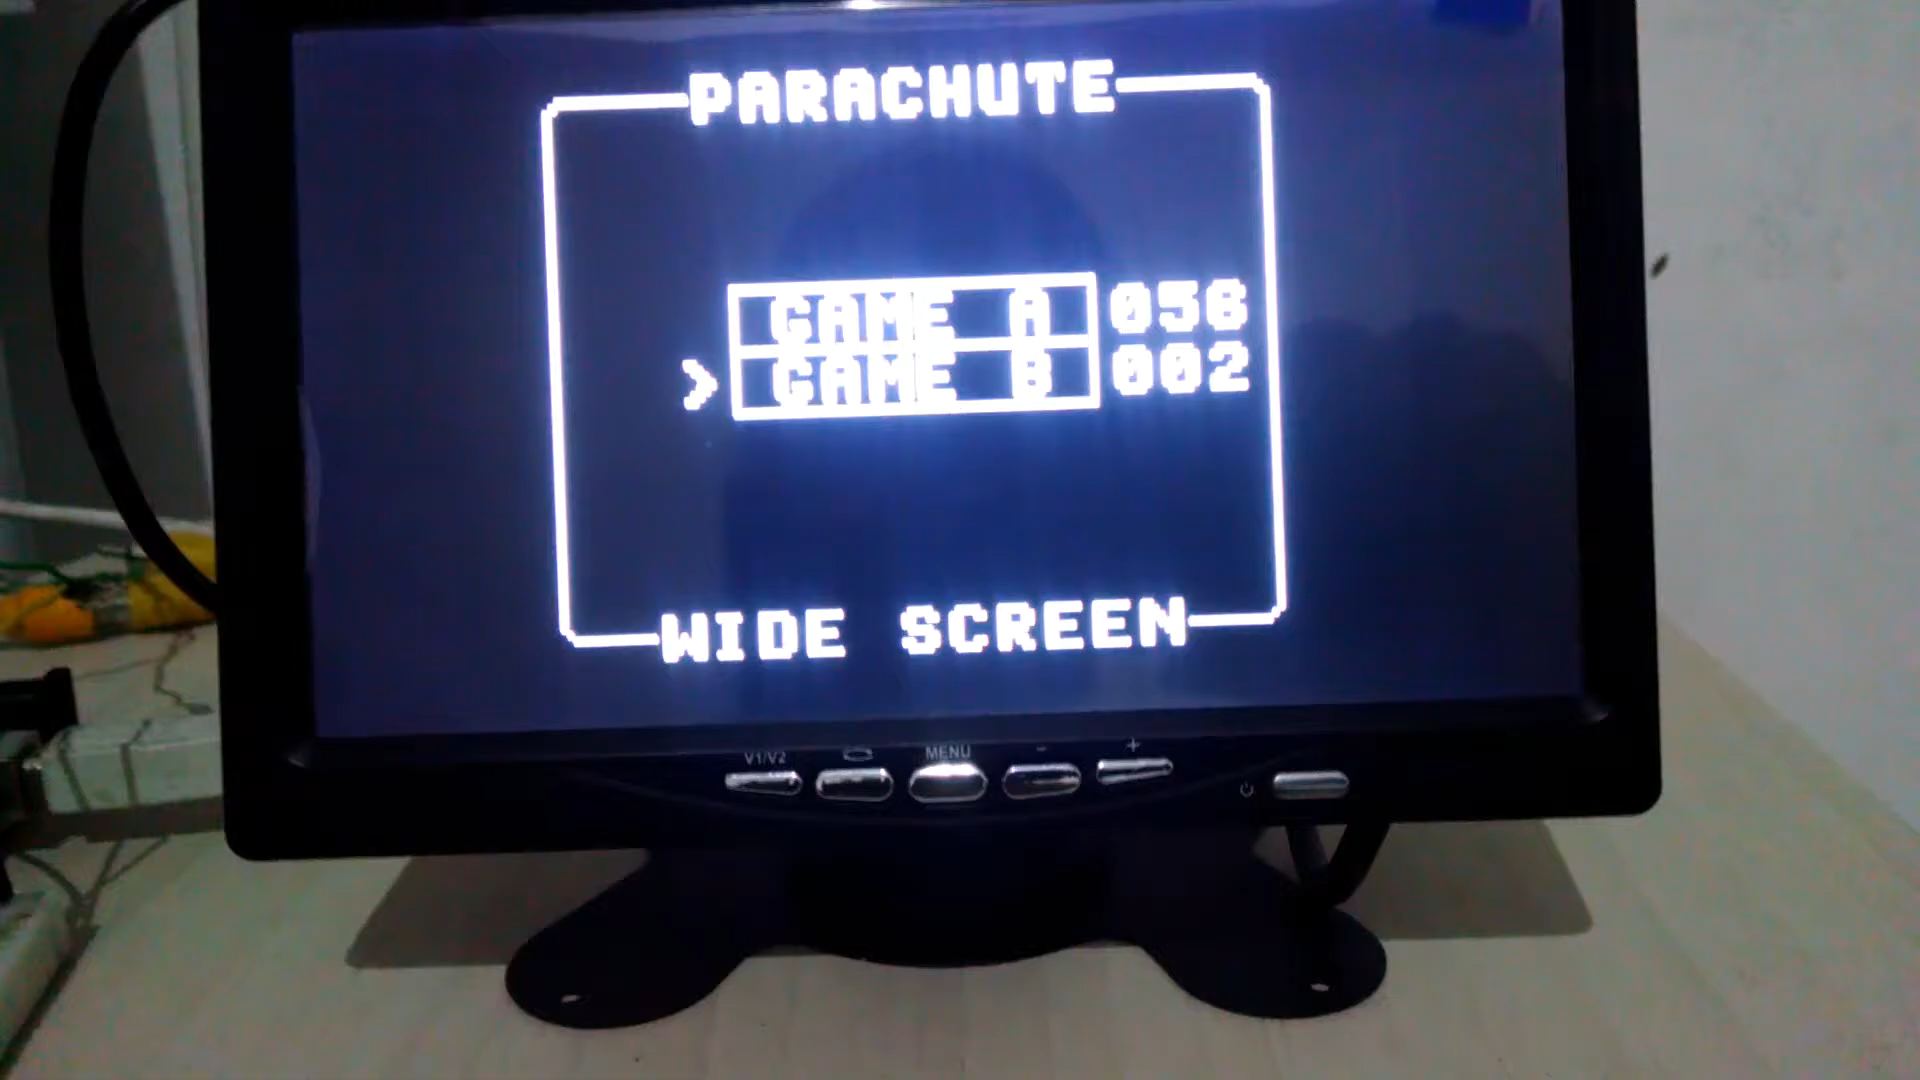 PARACHUTE
GAME A 056
> GAME B 002
WIDE SCREEN
V1/V2 MENU - +